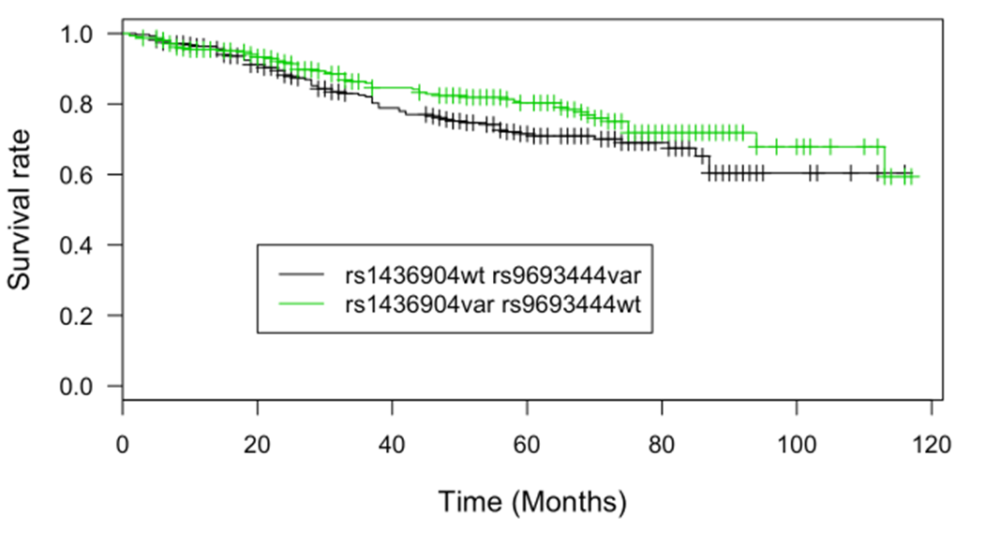 Survival rate
1.0
0.8
0.6
0.4
0.2
0.0
rs1436904wt rs9693444var
rs1436904var rs9693444wt
0 20 40 60 80 100 120
Time (Months)